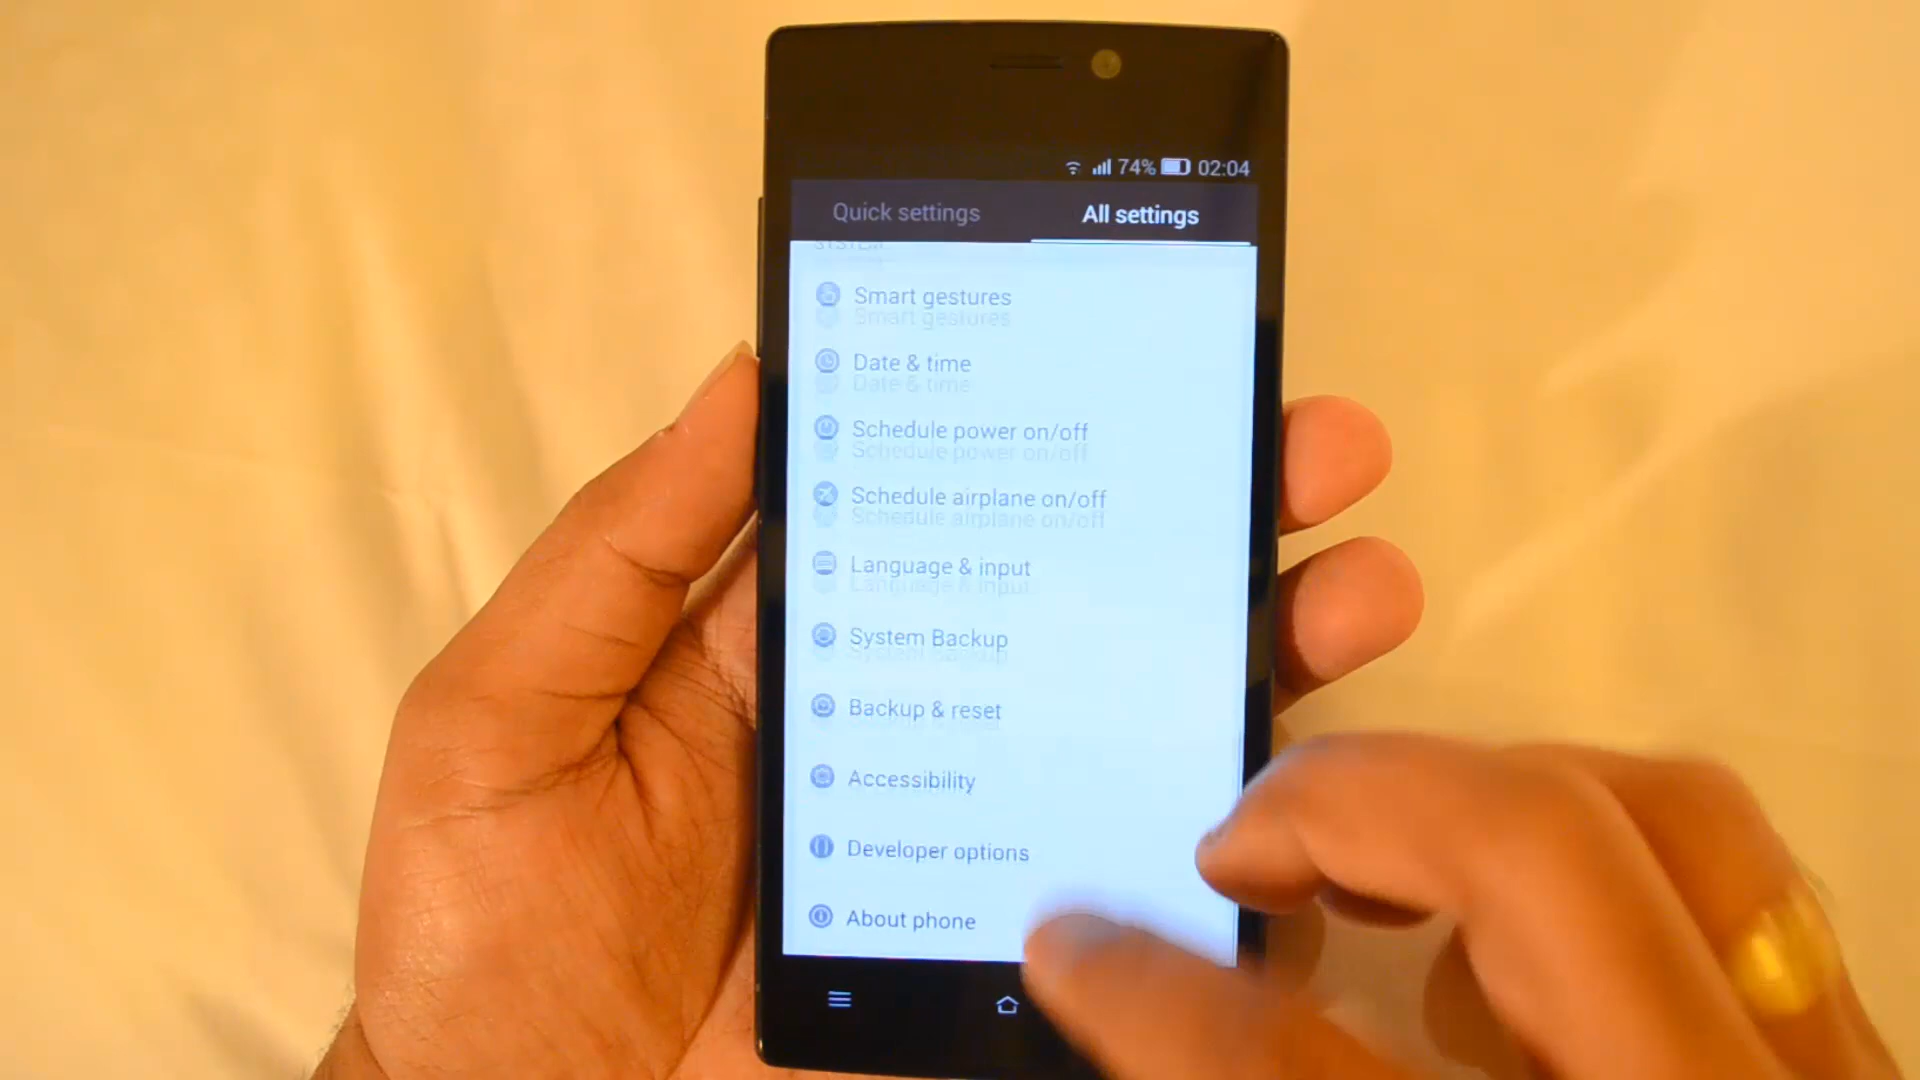 74% 02:04
Quick settings
All settings
SYSTEM
Smart gestures
Date & time
Schedule power on/off
Schedule airplane on/off
Language & input
System Backup
Backup & reset
Accessibility
Developer options
About phone